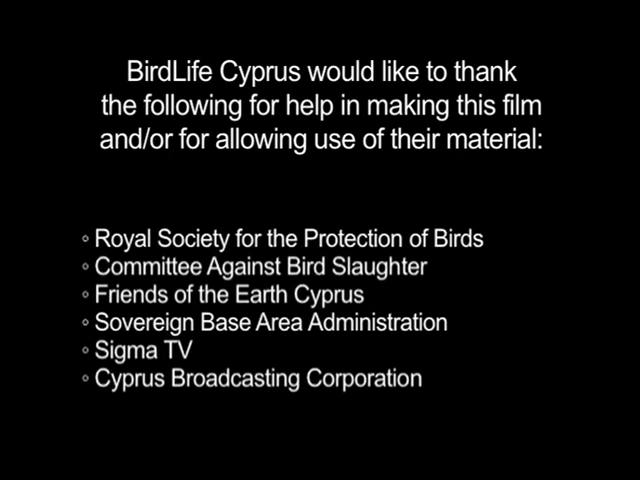 BirdLife Cyprus would like to thank
the following for help in making this film
and/or for allowing use of their material:
◦ Royal Society for the Protection of Birds
◦ Committee Against Bird Slaughter
◦ Friends of the Earth Cyprus
◦ Sovereign Base Area Administration
◦ Sigma TV
◦ Cyprus Broadcasting Corporation